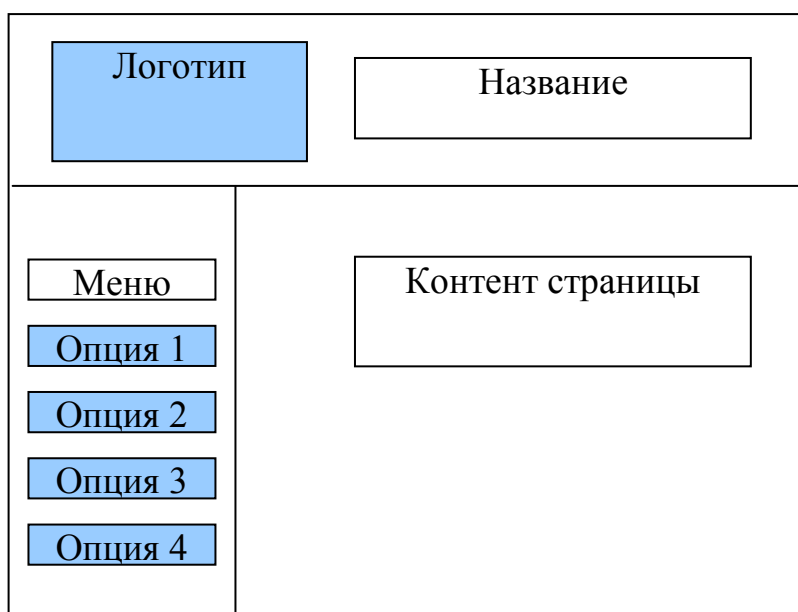 Логотип
Название
Меню
Контент страницы
Опция 1
Опция 2
Опция 3
Опция 4